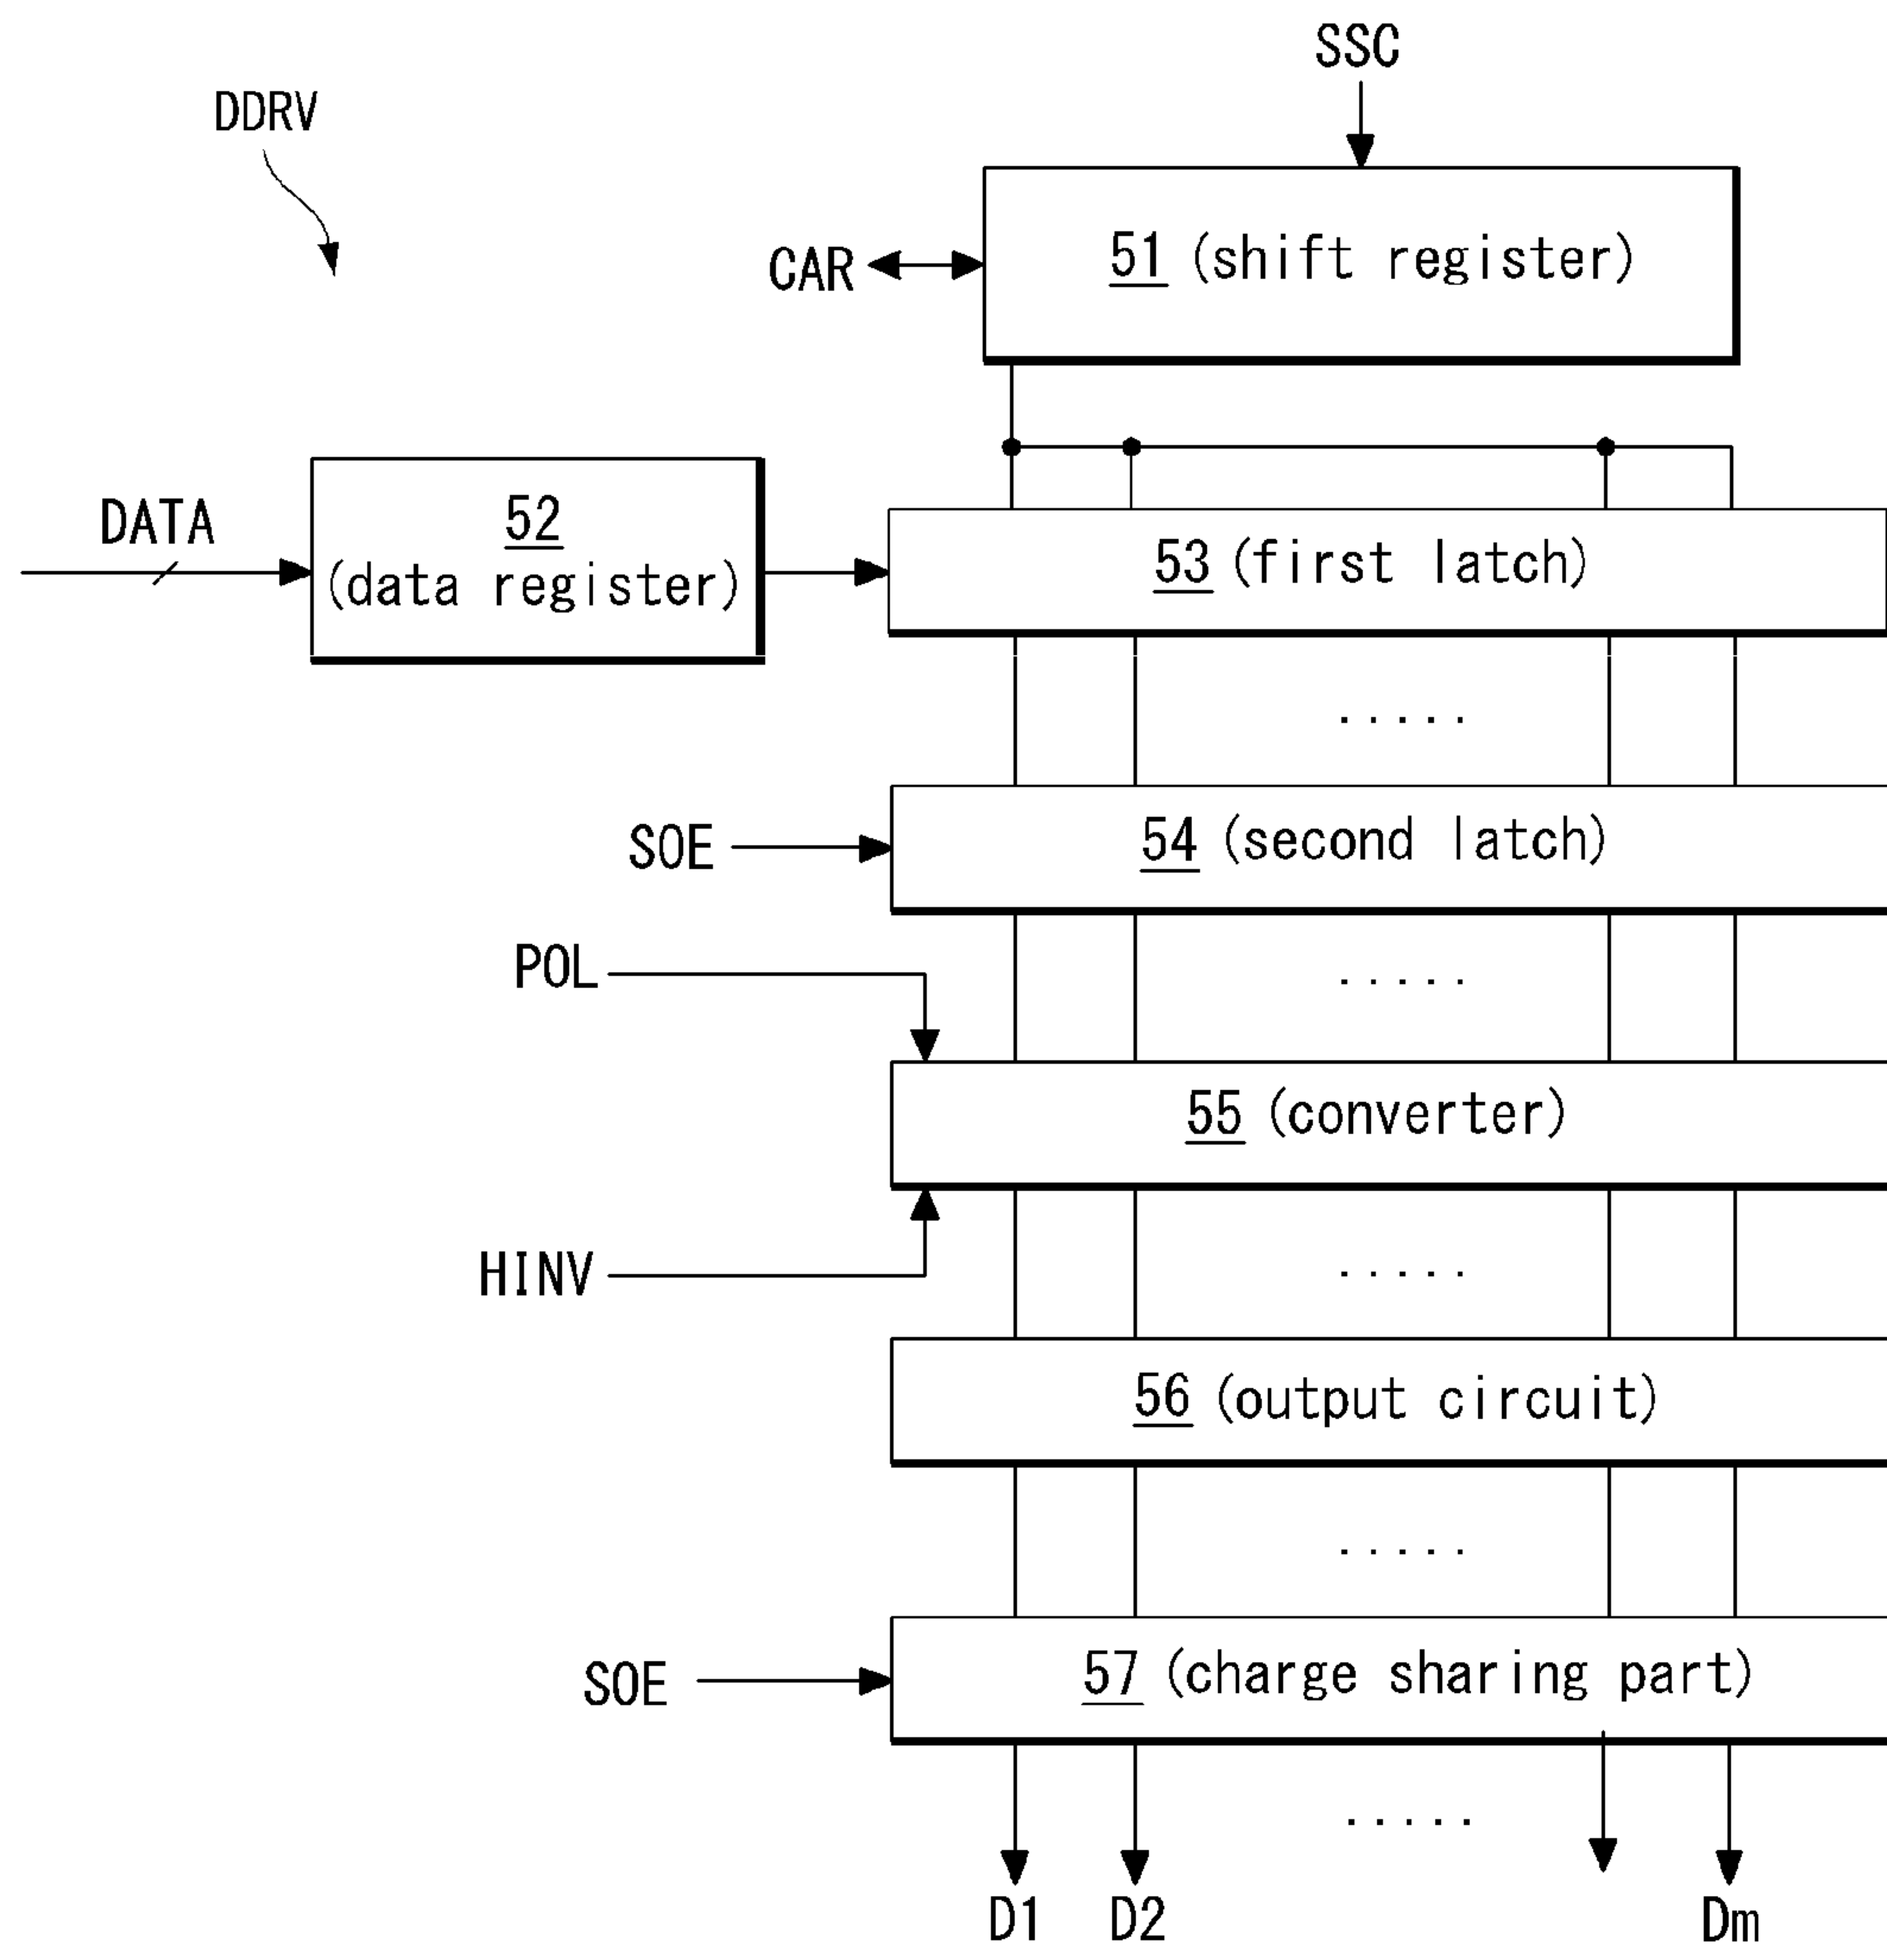 SSC
DDRV
CAR
51 (shift register)
DATA
52
(data register)
53 (first latch)
.....
SOE
54 (second latch)
POL
.....
55 (converter)
HINV
.....
56 (output circuit)
.....
SOE
57 (charge sharing part)
.....
D1 D2 Dm